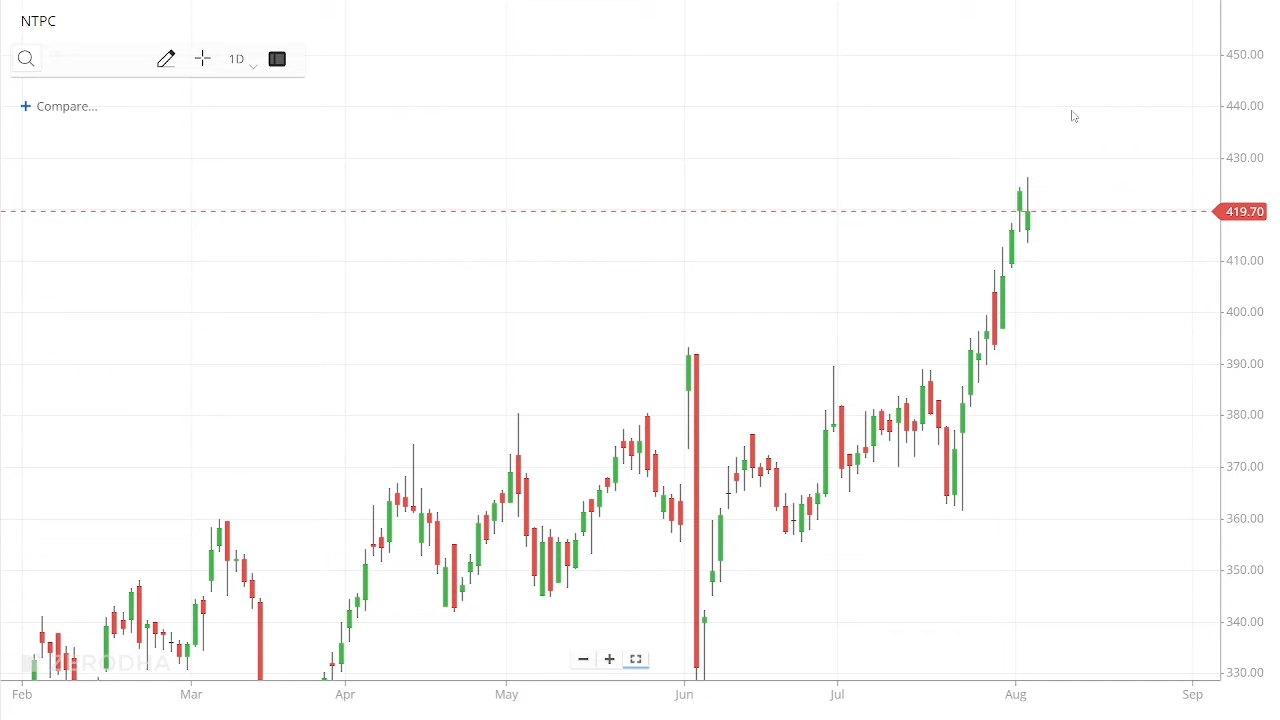 NTPC
1D
+ Compare...
450.00
440.00
430.00
419.70
410.00
400.00
390.00
380.00
370.00
360.00
350.00
340.00
330.00
ZERODHA
Feb Mar Apr May Jun Jul Aug Sep